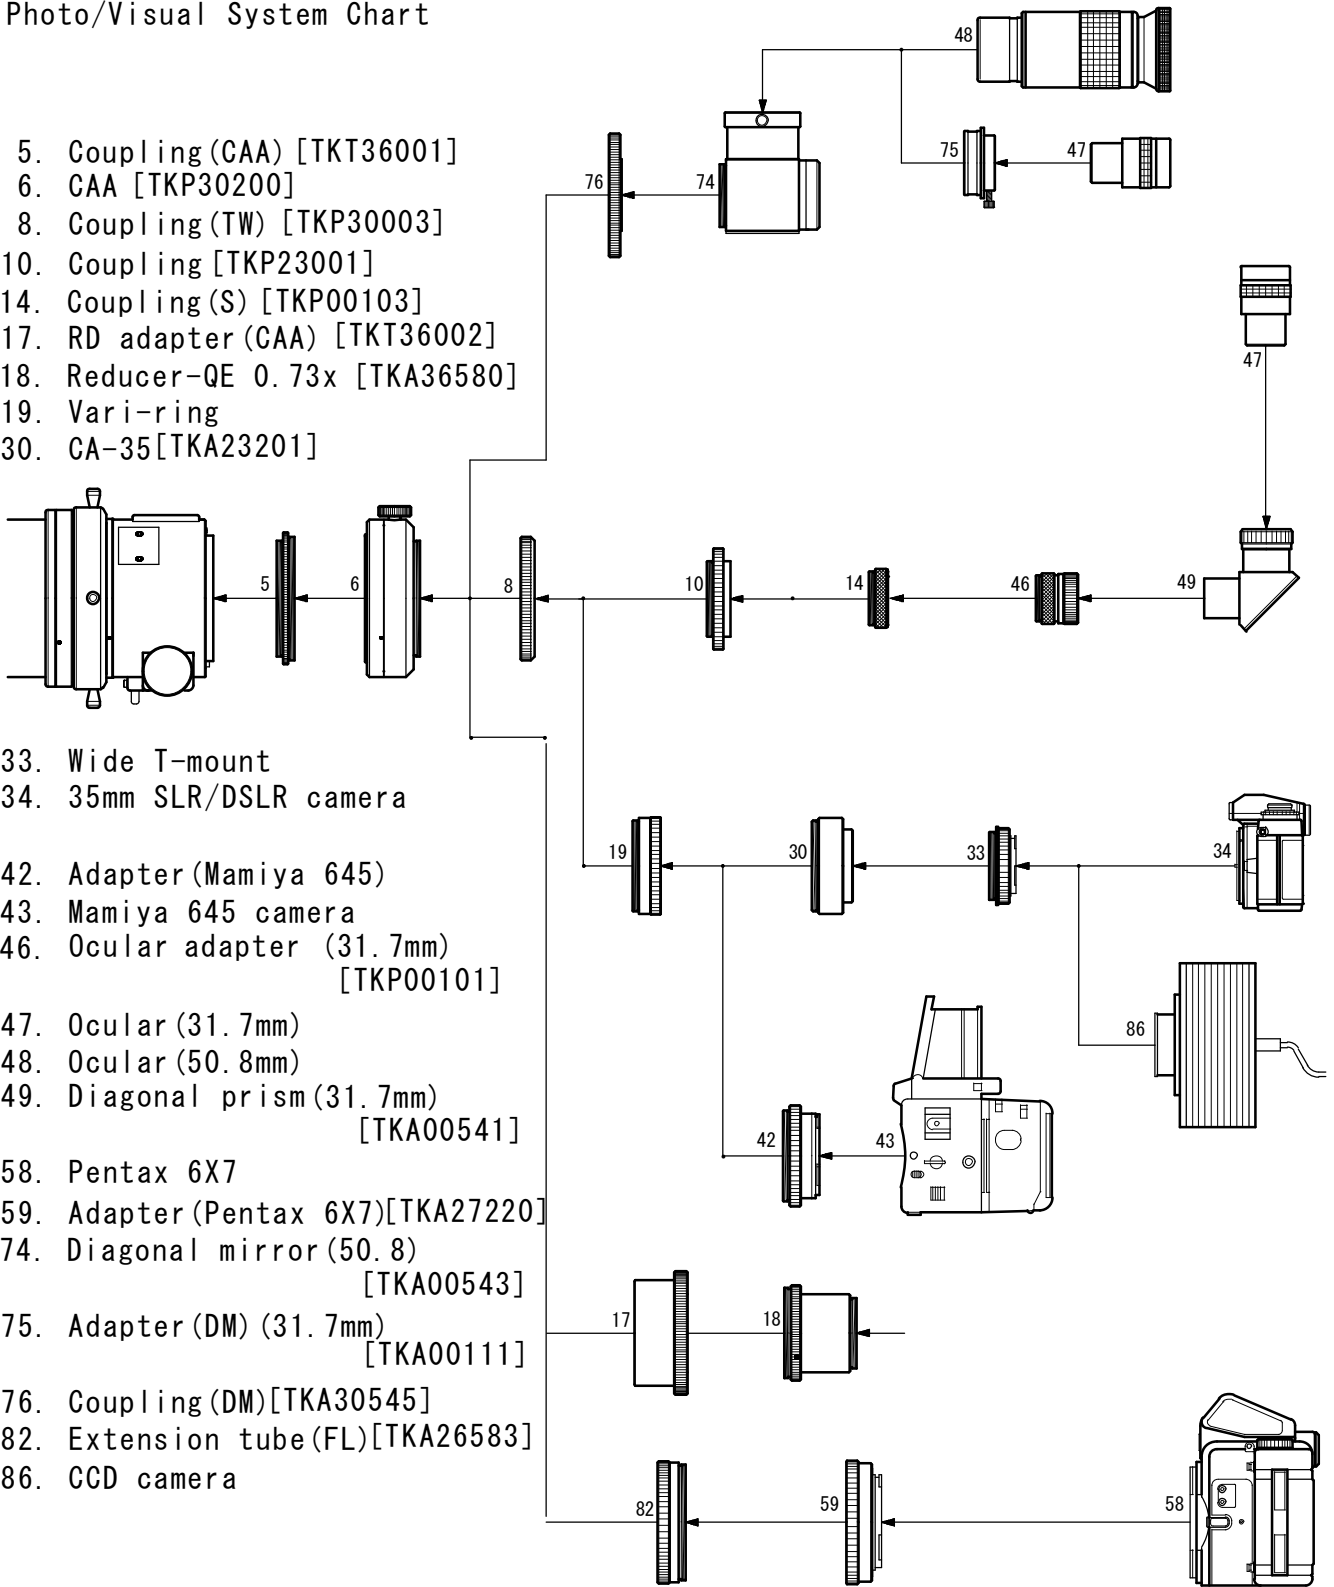 Photo/Visual System Chart
5. Coupling(CAA)[TKT36001]
6. CAA [TKP30200]
8. Coupling(TW) [TKP30003]
10. Coupling[TKP23001]
14. Coupling(S)[TKP00103]
17. RD adapter(CAA) [TKT36002]
18. Reducer-QE 0.73x [TKA36580]
19. Vari-ring
30. CA-35[TKA23201]
48
75
47
76
74
47
5
6
8
10
14
46
49
33. Wide T-mount
34. 35mm SLR/DSLR camera
42. Adapter(Mamiya 645)
43. Mamiya 645 camera
46. Ocular adapter (31.7mm)
[TKP00101]
47. Ocular(31.7mm)
48. Ocular(50.8mm)
49. Diagonal prism(31.7mm)
[TKA00541]
58. Pentax 6X7
59. Adapter(Pentax 6X7)[TKA27220]
74. Diagonal mirror(50.8)
[TKA00543]
75. Adapter(DM)(31.7mm)
[TKA00111]
76. Coupling(DM)[TKA30545]
82. Extension tube(FL)[TKA26583]
86. CCD camera
19
30
33
34
86
42
43
17
18
82
59
58